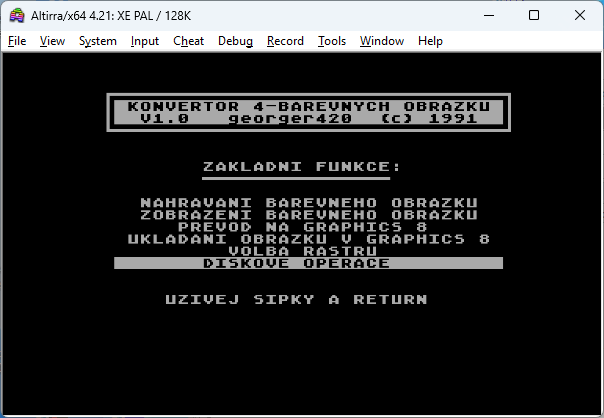 Altirra/x64 4.21: XE PAL / 128K
File View System Input Cheat Debug Record Tools Window Help
KONVERTOR 4-BAREVNYCH OBRAZKU
V1.0 georger420 (c) 1991
ZAKLADNI FUNKCE:
NAHRAVANI BAREVNEHO OBRAZKU
ZOBRAZENI BAREVNEHO OBRAZKU
PREVOD NA GRAPHICS 8
UKLADANI OBRAZKU V GRAPHICS 8
VOLBA RASTRU
DISKOVE OPERACE
UZIVEJ SIPKY A RETURN